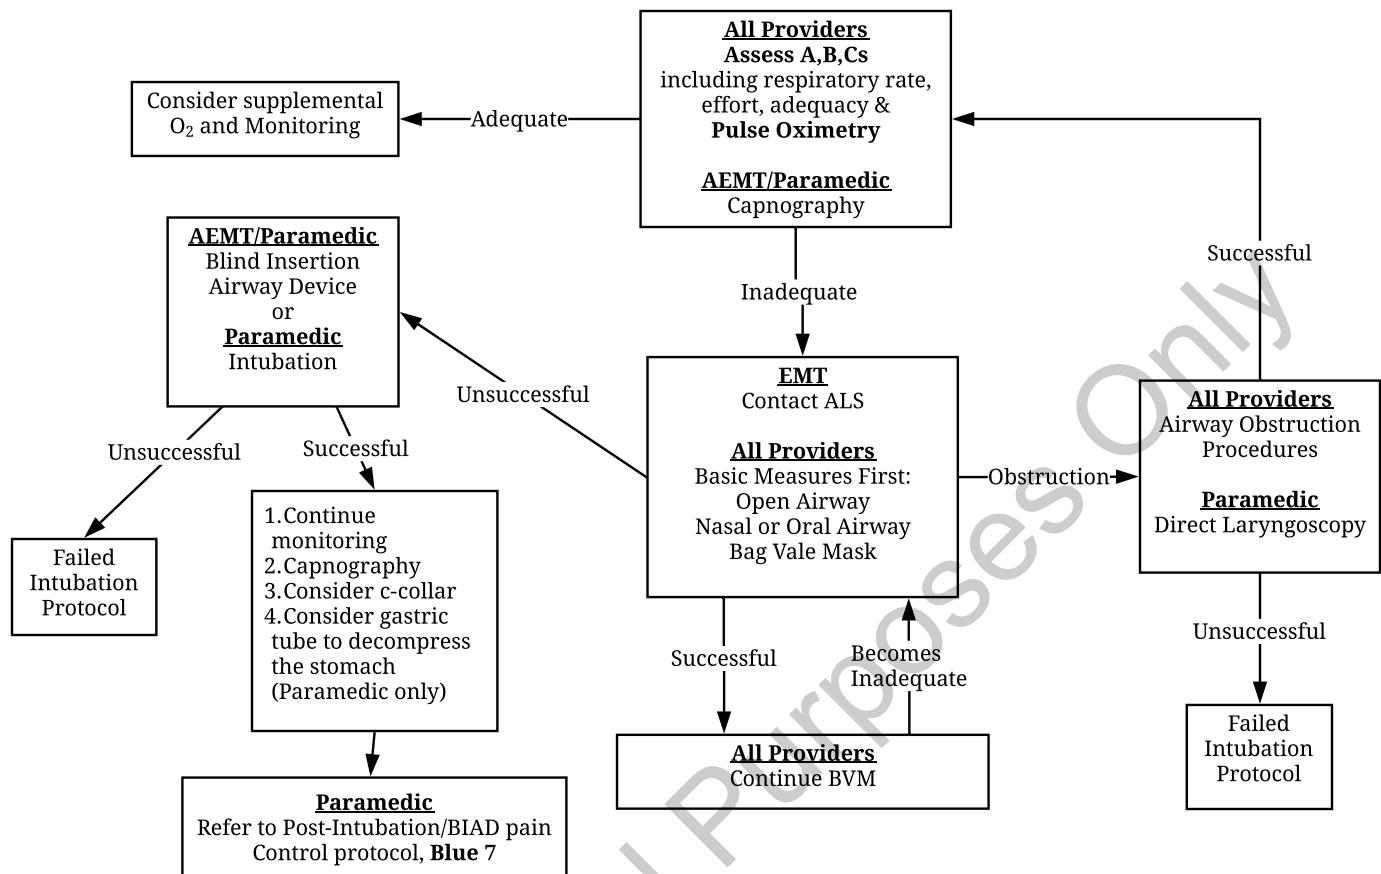 All Providers
Assess A,B,Cs
including respiratory rate,
effort, adequacy &
Pulse Oximetry
AEMT/Paramedic
Capnography
Adequate
Consider supplemental
O₂ and Monitoring
Inadequate
Successful
AEMT/Paramedic
Blind Insertion
Airway Device
or
Paramedic
Intubation
Unsuccessful
EMT
Contact ALS
All Providers
Basic Measures First:
Open Airway
Nasal or Oral Airway
Bag Vale Mask
Obstruction
All Providers
Airway Obstruction
Procedures
Paramedic
Direct Laryngoscopy
Unsuccessful
Successful
Failed
Intubation
Protocol
1.Continue
monitoring
2.Capnography
3.Consider c-collar
4.Consider gastric
tube to decompress
the stomach
(Paramedic only)
Successful
Becomes
Inadequate
Unsuccessful
All Providers
Continue BVM
Failed
Intubation
Protocol
Paramedic
Refer to Post-Intubation/BIAD pain
Control protocol, Blue 7
Purposes Only